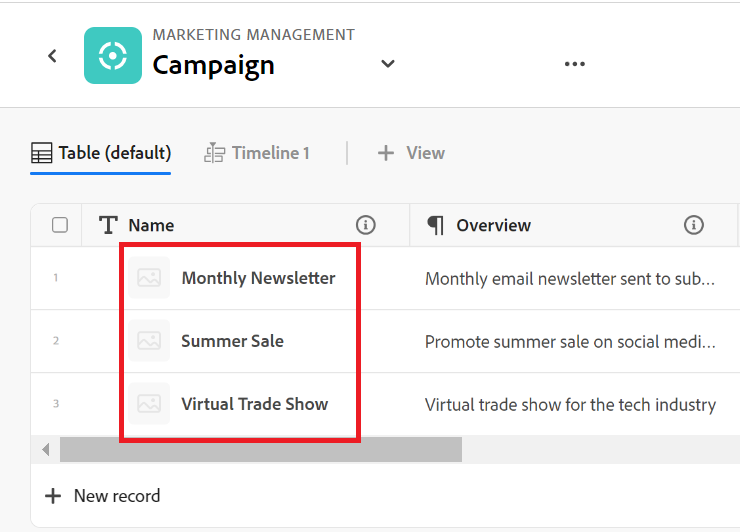 MARKETING MANAGEMENT
Campaign
Table (default) Timeline 1 View
Name Overview
1 Monthly Newsletter Monthly email newsletter sent to sub...
2 Summer Sale Promote summer sale on social medi...
3 Virtual Trade Show Virtual trade show for the tech industry
New record